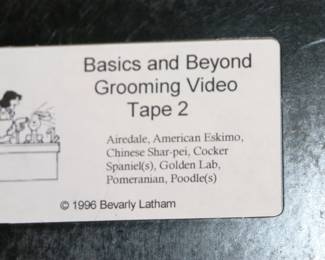 Basics and Beyond
Grooming Video
Tape 2
Airedale, American Eskimo,
Chinese Shar-pei, Cocker
Spaniel(s), Golden Lab,
Pomeranian, Poodle(s)
© 1996 Bevarly Latham